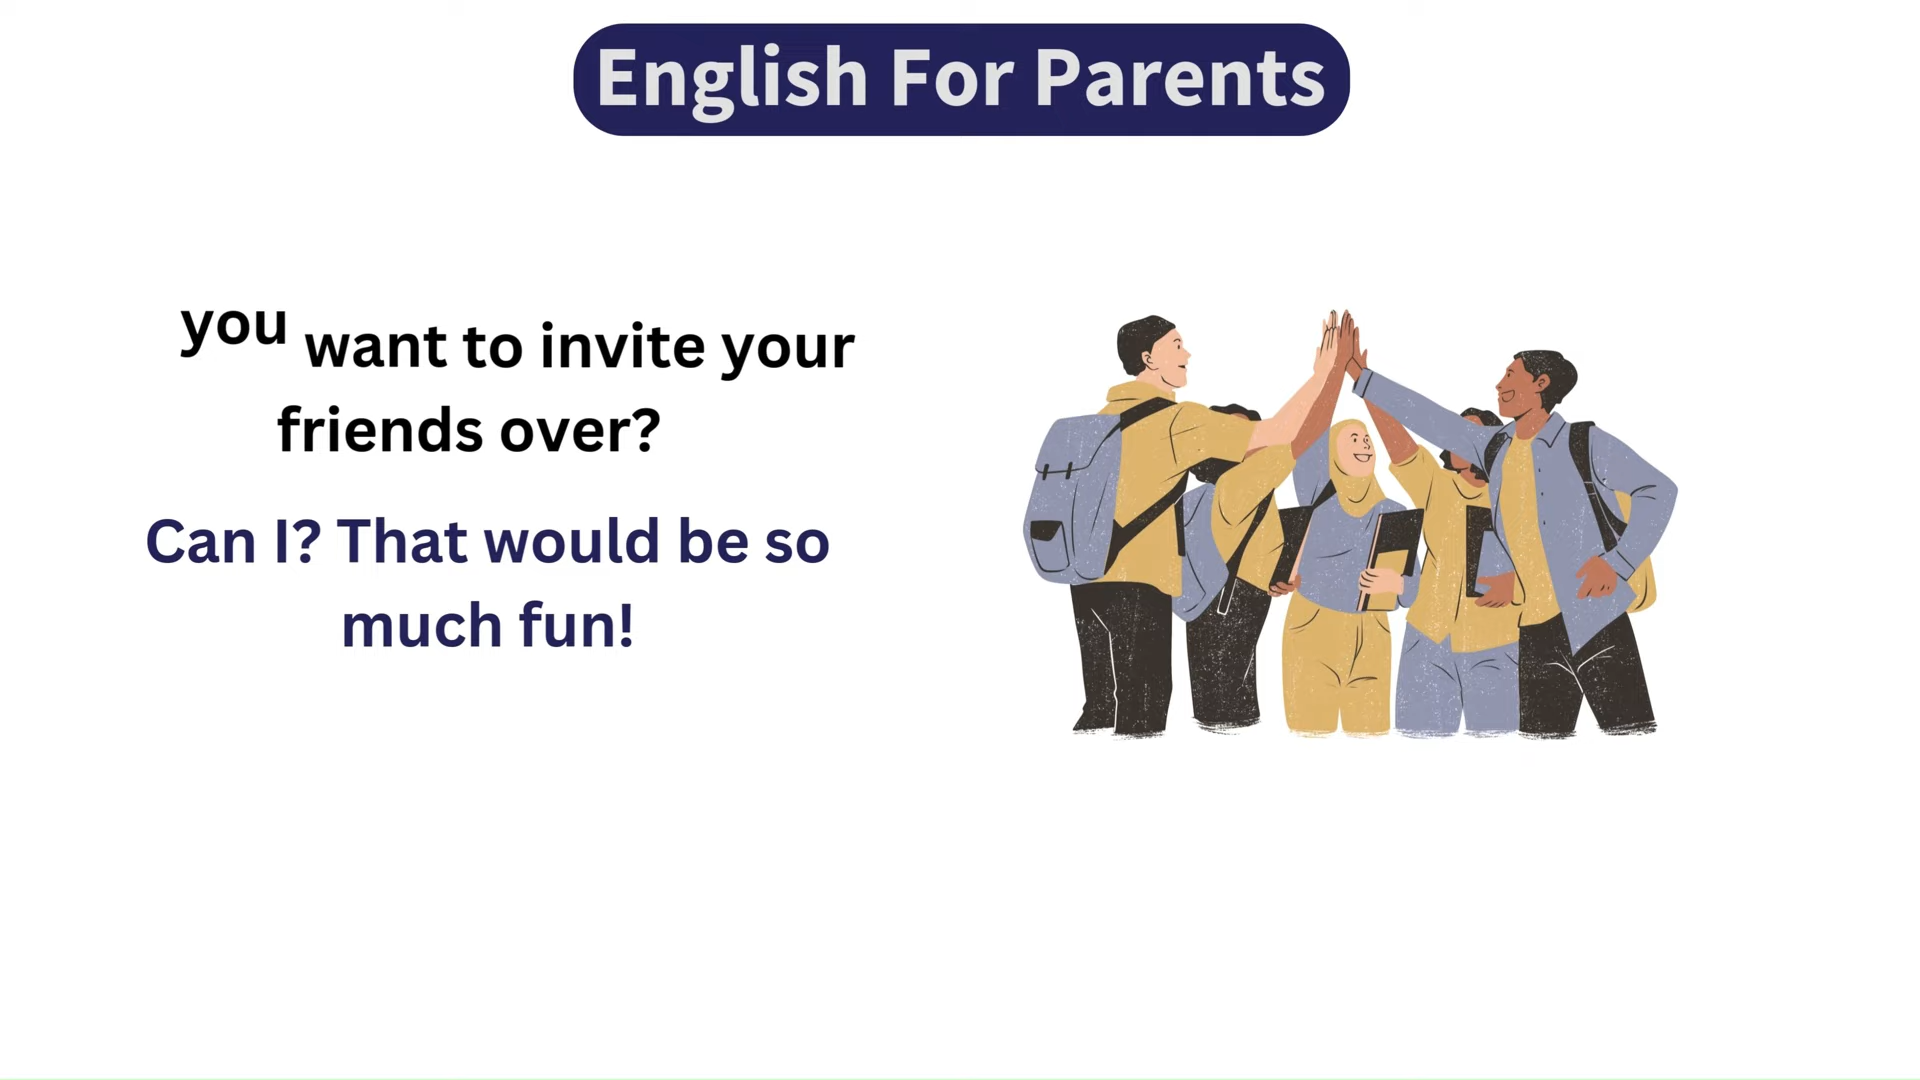 English For Parents
you want to invite your
friends over?
Can I? That would be so
much fun!